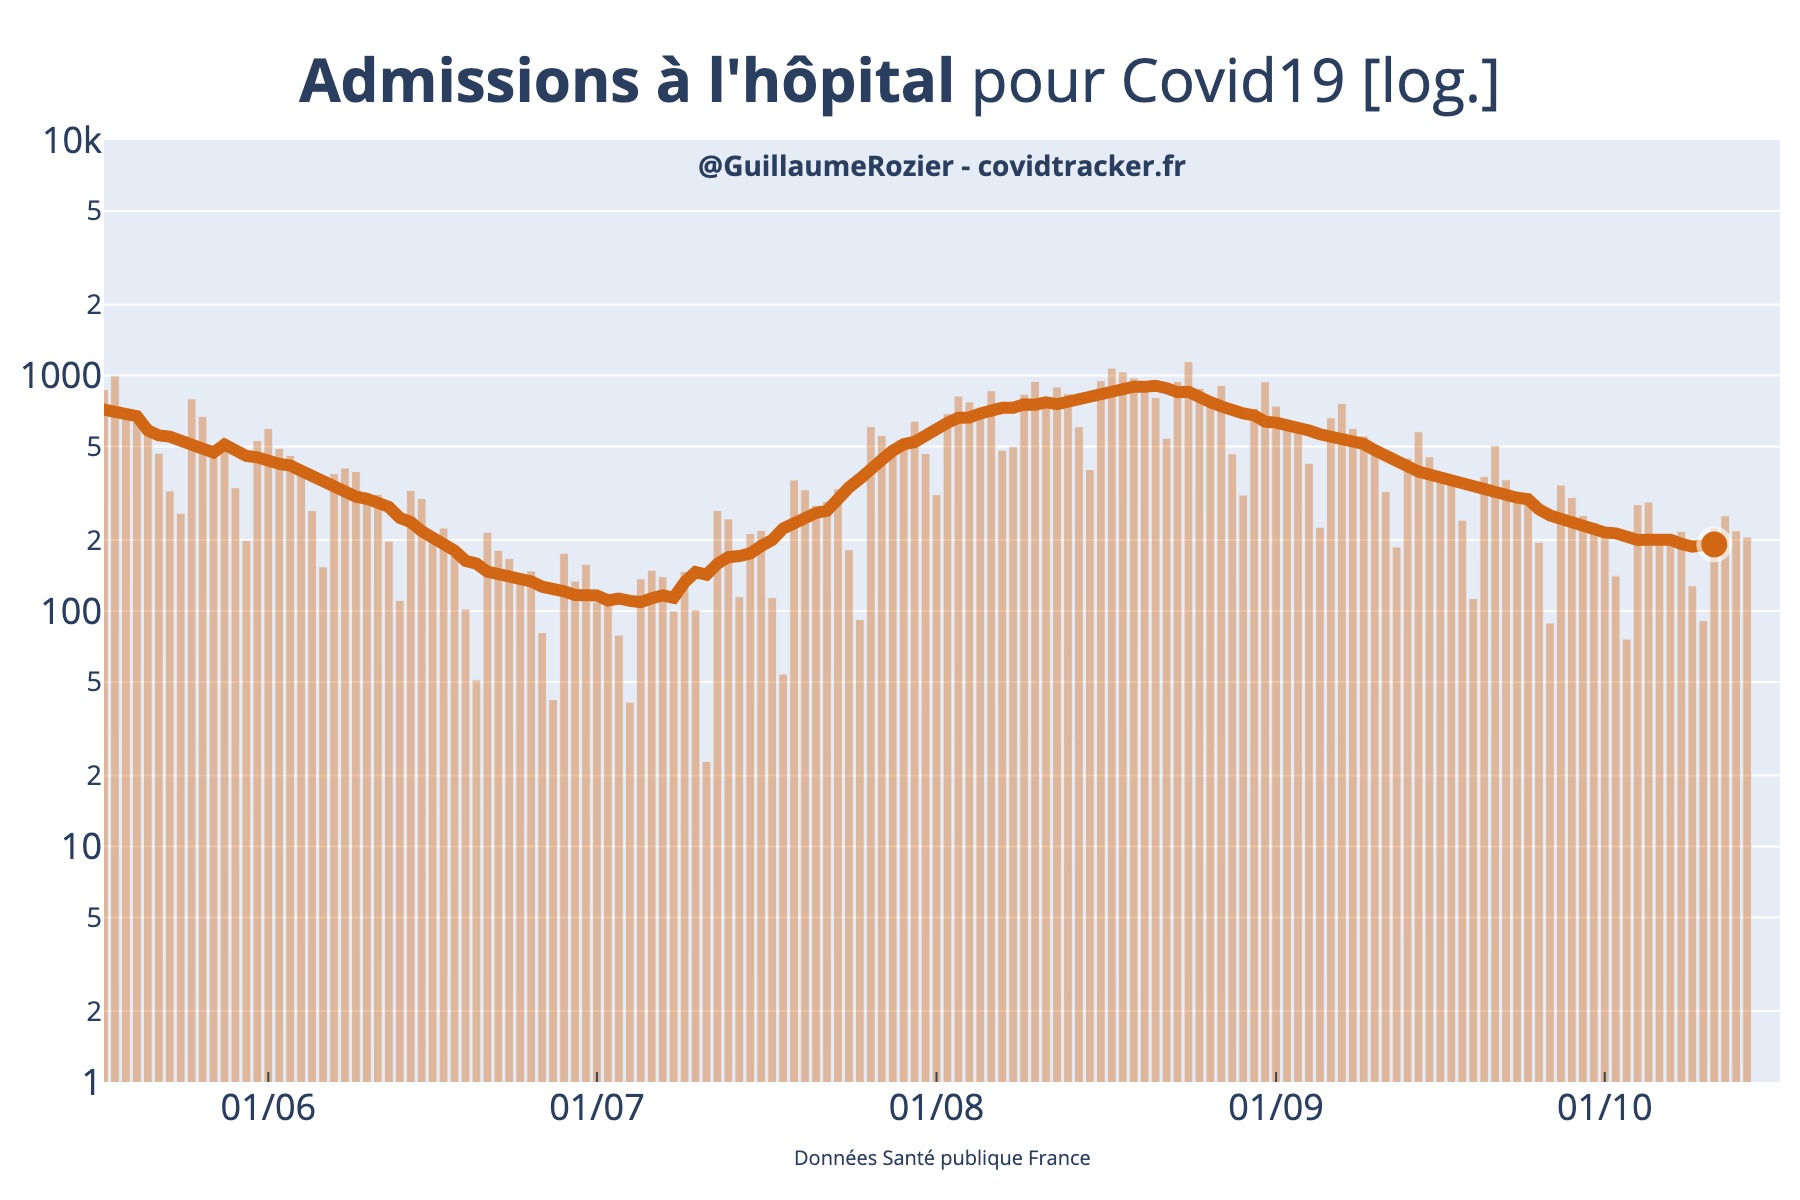 Admissions à l'hôpital pour Covid19 [log.]
@GuillaumeRozier - covidtracker.fr
10k
5
2
1000
5
2
100
5
2
10
5
2
1
01/06 01/07 01/08 01/09 01/10
Données Santé publique France